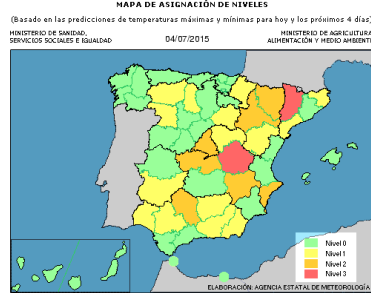 MAPA DE ASIGNACIÓN DE NIVELES
(Basado en las predicciones de temperaturas máximas y mínimas para hoy y los próximos 4 días)
MINISTERIO DE SANIDAD,
SERVICIOS SOCIALES E IGUALDAD
04/07/2015
MINISTERIO DE AGRICULTURA
ALIMENTACIÓN Y MEDIO AMBIENTE
Nivel 0
Nivel 1
Nivel 2
Nivel 3
ELABORACIÓN: AGENCIA ESTATAL DE METEOROLOGÍA